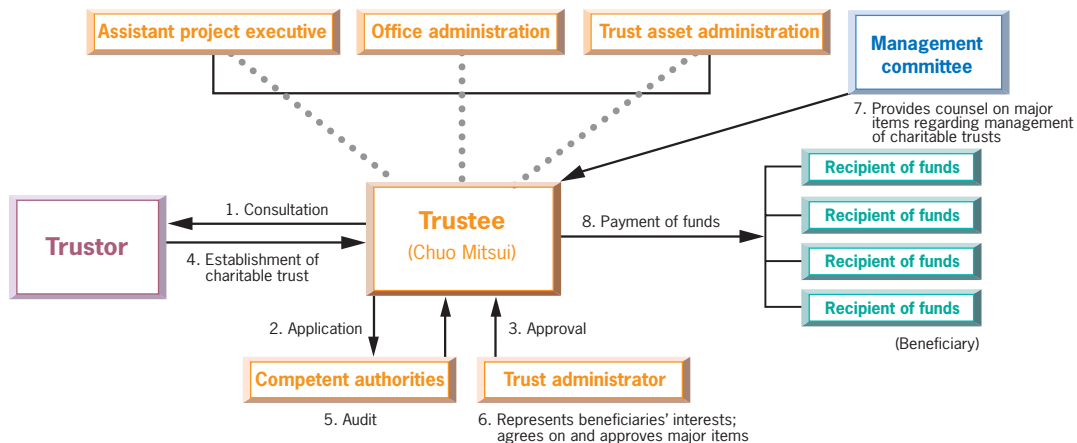 Assistant project executive
Office administration
Trust asset administration
Management
committee
7. Provides counsel on major
items regarding management
of charitable trusts
Trustor
1. Consultation
4. Establishment of
charitable trust
Trustee
(Chuo Mitsui)
8. Payment of funds
Recipient of funds
Recipient of funds
Recipient of funds
Recipient of funds
(Beneficiary)
2. Application
3. Approval
Competent authorities
Trust administrator
5. Audit
6. Represents beneficiaries' interests;
agrees on and approves major items